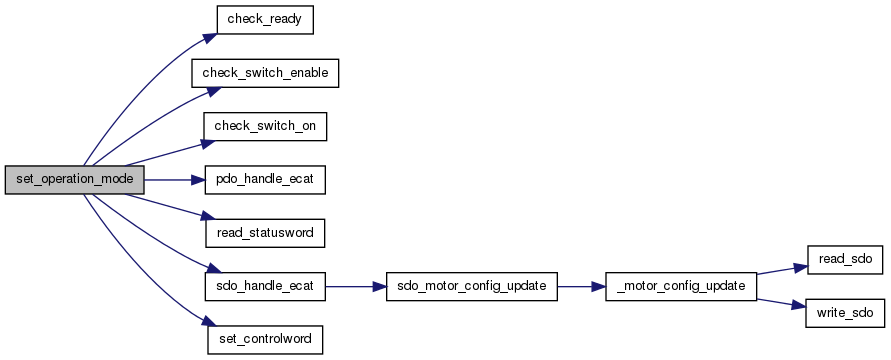 check_ready
check_switch_enable
check_switch_on
set_operation_mode
pdo_handle_ecat
read_statusword
read_sdo
sdo_handle_ecat
sdo_motor_config_update
_motor_config_update
write_sdo
set_controlword